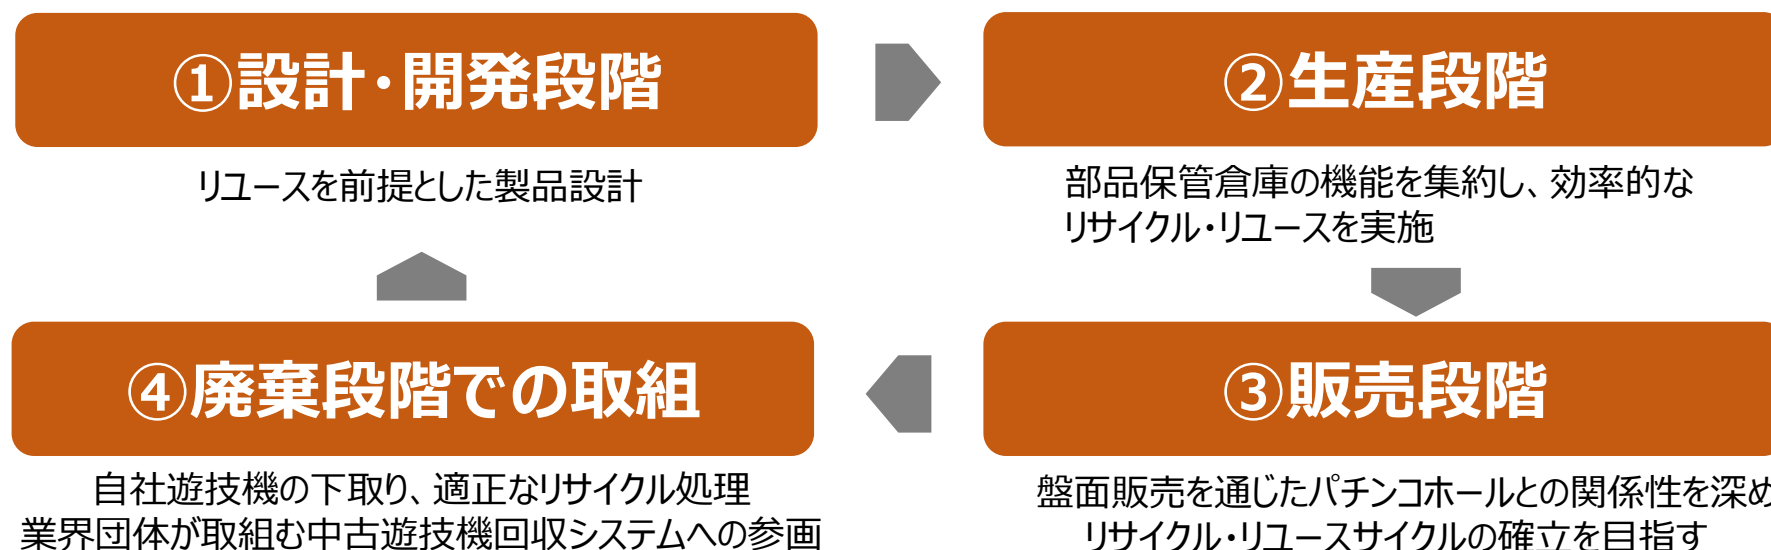 ①設計・開発段階
リユースを前提とした製品設計
②生産段階
部品保管倉庫の機能を集約し、効率的な
リサイクル・リユースを実施
③販売段階
盤面販売を通じたパチンコホールとの関係性を深め
リサイクル・リユースサイクルの確立を目指す
④廃棄段階での取組
自社遊技機の下取り、適正なリサイクル処理
業界団体が取組む中古遊技機回収システムへの参画